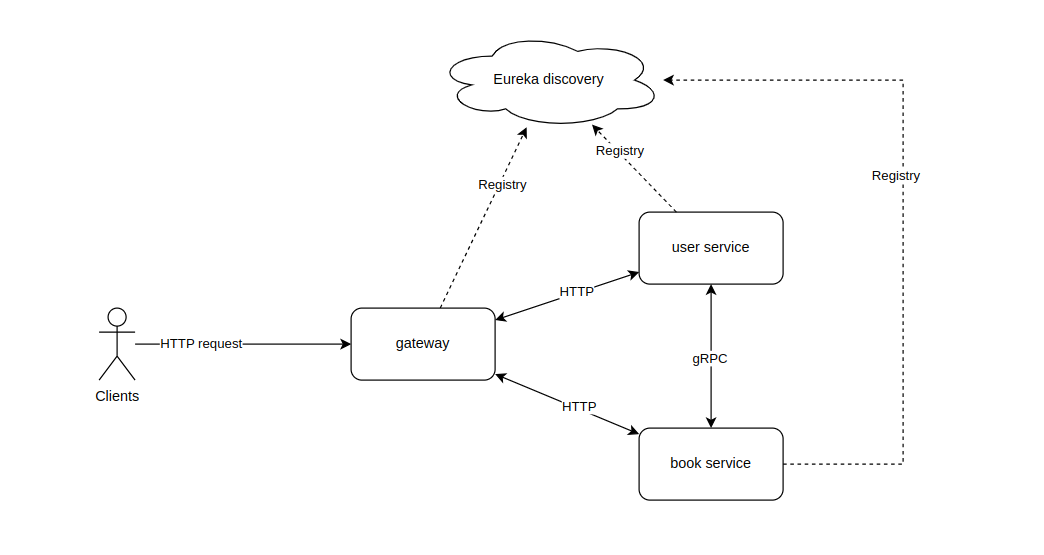 Eureka discovery
Registry
Registry
Registry
user service
HTTP
HTTP request
gateway
Clients
gRPC
HTTP
book service